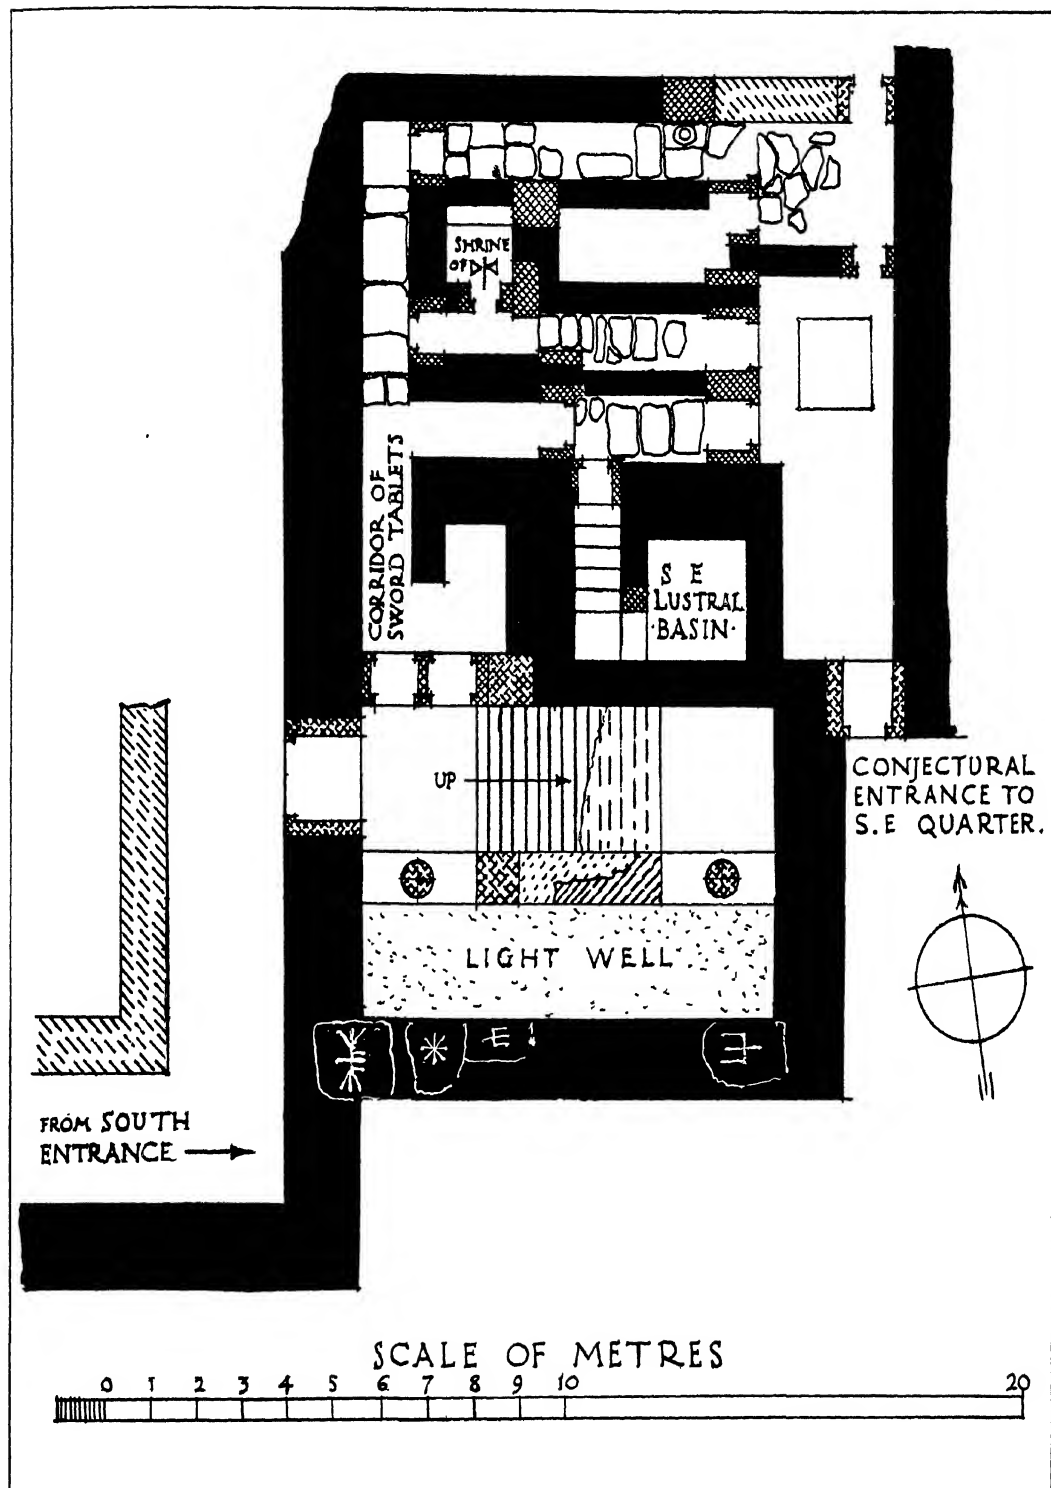 SHRINE
OF
CORRIDOR OF
SWORD TABLETS
S E
LUSTRAL
·BASIN·
UP
CONJECTURAL
ENTRANCE TO
S.E QUARTER.
LIGHT WELL
FROM SOUTH
ENTRANCE
SCALE OF METRES
0 1 2 3 4 5 6 7 8 9 10 20